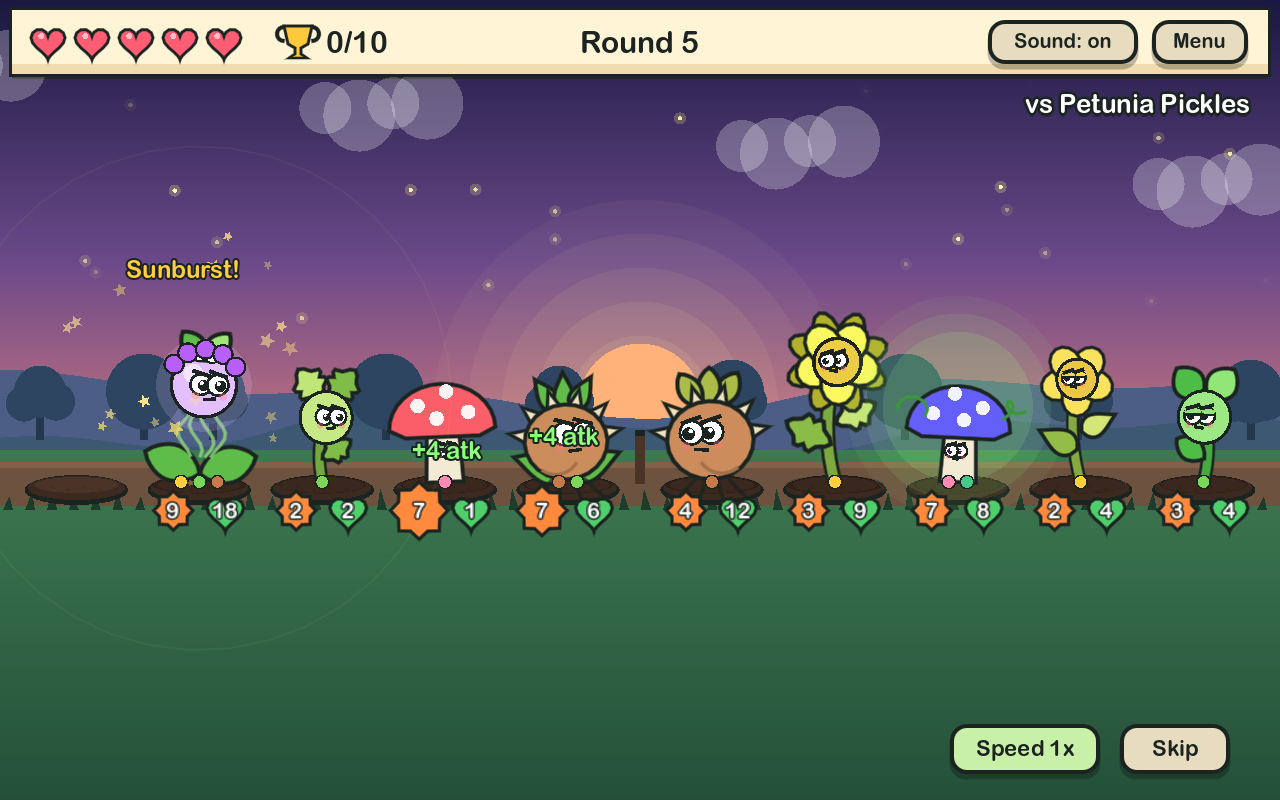 0/10
Round 5
Sound: on
Menu
vs Petunia Pickles
Sunburst!
+4 atk
+4 atk
9 18 2 2 7 1 7 6 4 12 3 9 7 8 2 4 3 4
Speed 1x
Skip